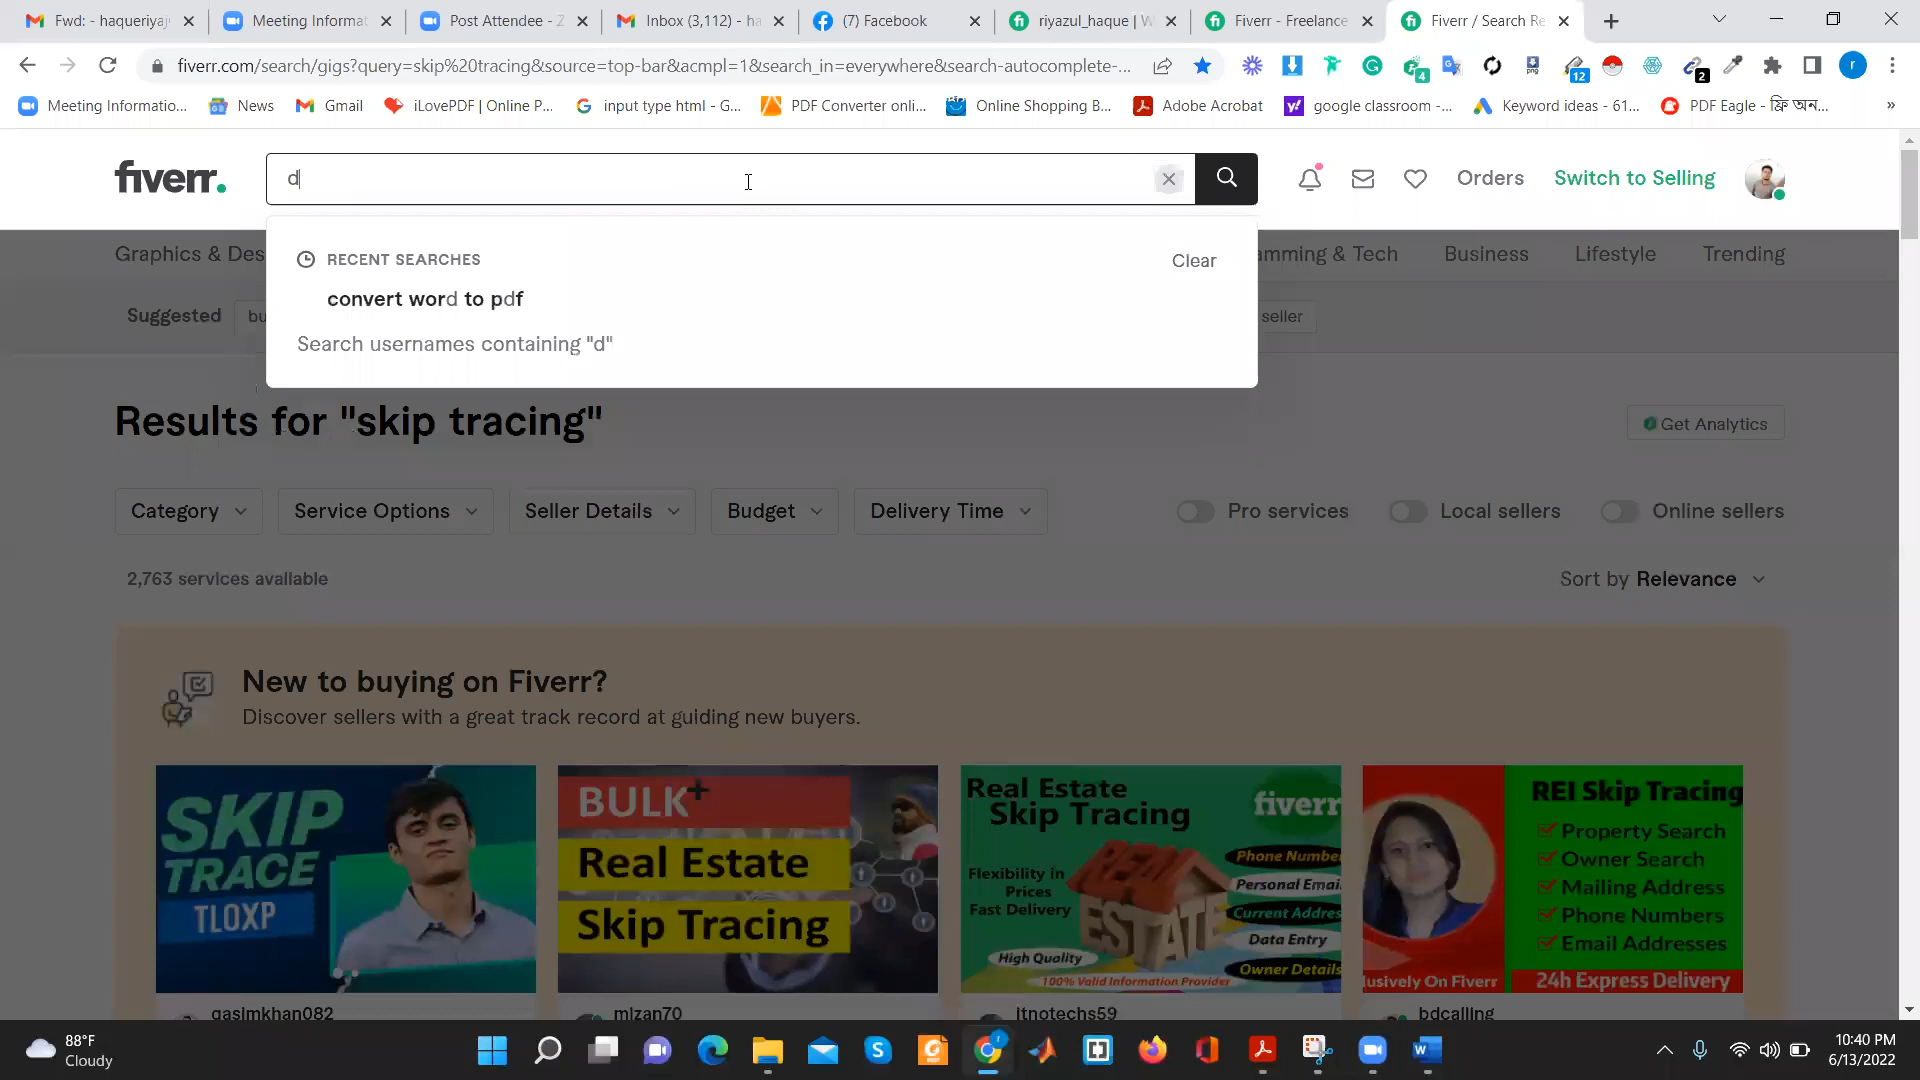 Fwd: - haqueriyaj
Meeting Informat
Post Attendee - Z
Inbox (3,112) - ha
(7) Facebook
riyazul_haque | W
Fiverr - Freelance
Fiverr / Search Re
fiverr.com/search/gigs?query=skip%20tracing&source=top-bar&acmpl=1&search_in=everywhere&search-autocomplete-...
4
12
2
r
Meeting Informatio...
News
Gmail
iLovePDF | Online P...
input type html - G...
PDF Converter onli...
Online Shopping B...
Adobe Acrobat
google classroom -...
Keyword ideas - 61...
PDF Eagle - ফ্রি অন...
»
fiverr.
d
Orders
Switch to Selling
RECENT SEARCHES
Clear
convert word to pdf
Search usernames containing "d"
Graphics & Des
amming & Tech
Business
Lifestyle
Trending
Suggested
bu
seller
Results for "skip tracing"
Get Analytics
Category
Service Options
Seller Details
Budget
Delivery Time
Pro services
Local sellers
Online sellers
2,763 services available
Sort by Relevance
New to buying on Fiverr?
Discover sellers with a great track record at guiding new buyers.
SKIP
TRACE
TLOXP
BULK+
Real Estate
Skip Tracing
Real Estate
Skip Tracing
fiverr
Flexibility in
Prices
Fast Delivery
REAL
ESTATE
Phone Number
Personal Emai
Current Addres
Data Entry
Owner Details
High Quality
100% Valid Information Provider
REI Skip Tracing
Property Search
Owner Search
Mailing Address
Phone Numbers
Email Addresses
lusively On Fiverr
24h Express Delivery
qasimkhan082
mizan70
itnotechs59
bdcalling
88°F
Cloudy
10:40 PM
6/13/2022